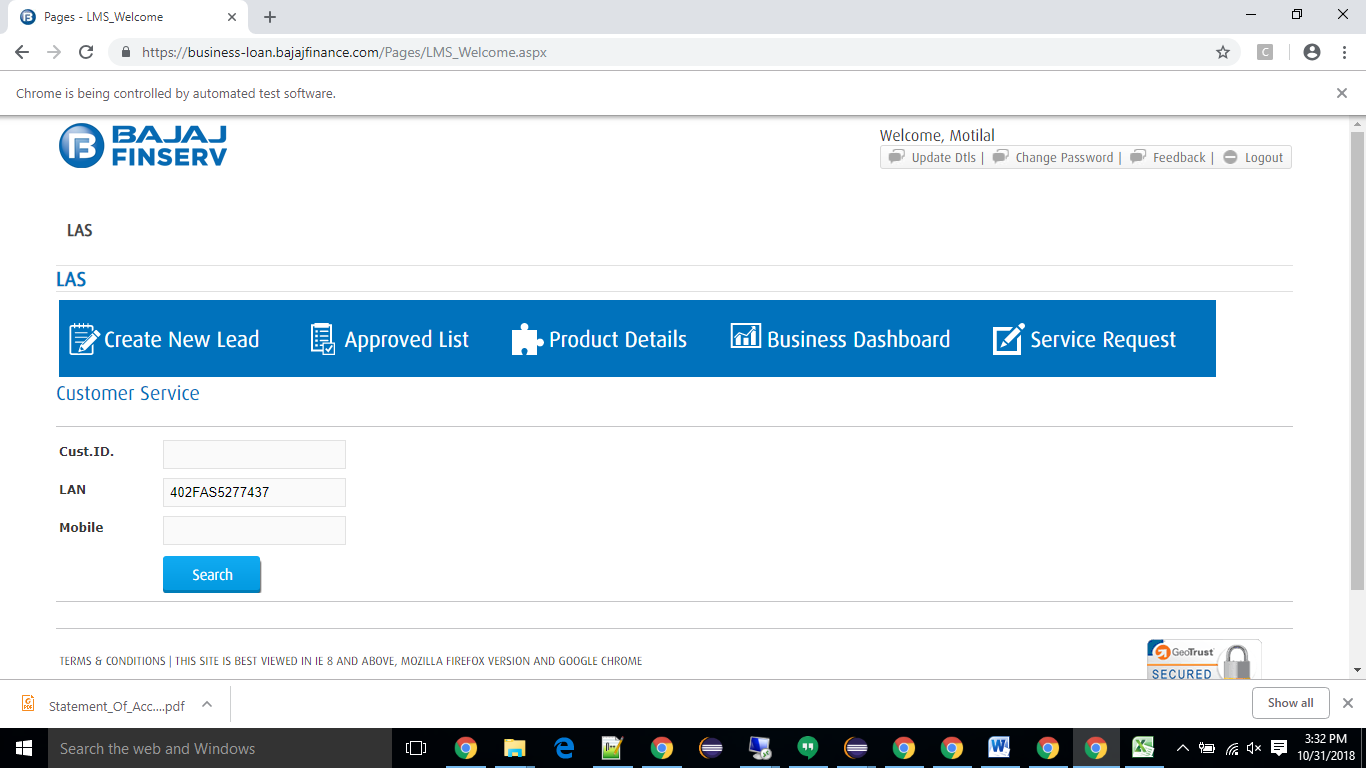 Pages - LMS_Welcome
https://business-loan.bajajfinance.com/Pages/LMS_Welcome.aspx
C
Chrome is being controlled by automated test software.
BAJAJ
FINSERV
Welcome, Motilal
Update Dtls | Change Password | Feedback | Logout
LAS
LAS
Create New Lead Approved List Product Details Business Dashboard Service Request
Customer Service
Cust.ID.
LAN 402FAS5277437
Mobile
Search
TERMS & CONDITIONS | THIS SITE IS BEST VIEWED IN IE 8 AND ABOVE, MOZILLA FIREFOX VERSION AND GOOGLE CHROME
GeoTrust
SECURED
Statement_Of_Acc....pdf
Show all
Search the web and Windows
3:32 PM
10/31/2018